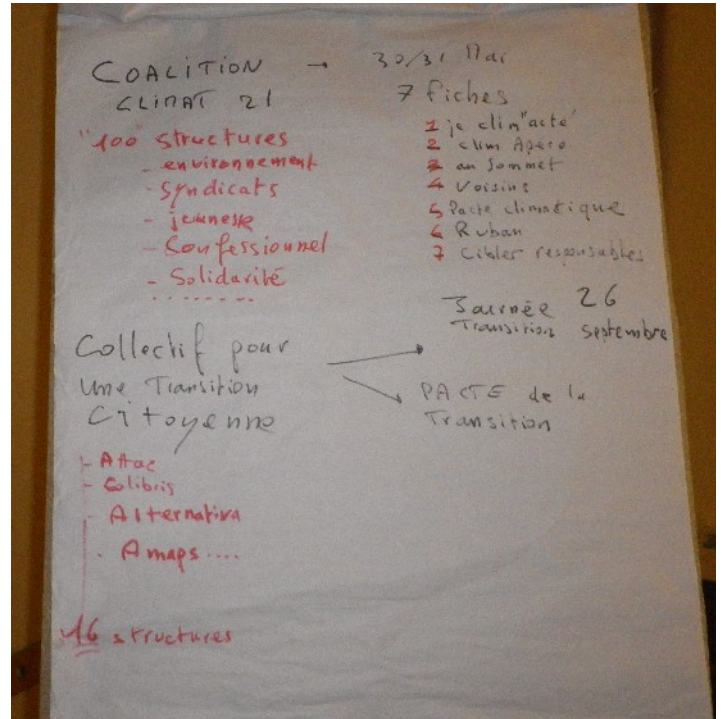 COALITION → 30/31 Mai
CLIMAT 21
7 fiches
"100" structures
- environnement
- Syndicats
- jeunesse
- Confessionnel
- Solidarité
........
1 je clim"acte"
2 clim Apéro
3 au Sommet
4 Voisins
5 Pacte climatique
6 Ruban
7 Cibler responsables
Collectif pour
une Transition
Citoyenne
Journée 26
Transition Septembre
PACTE de la
Transition
- Attac
- Colibris
- Alternativa
- Amaps ....
16 structures